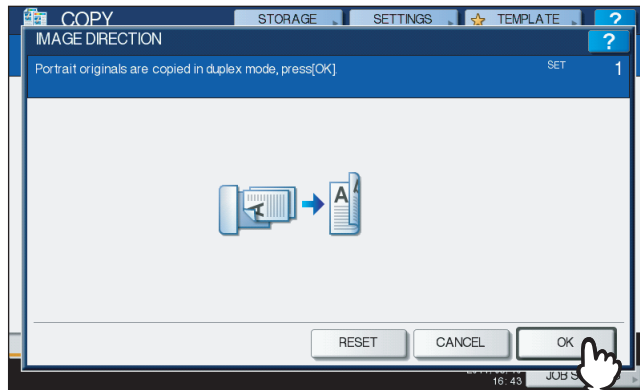 COPY STORAGE SETTINGS TEMPLATE ?
IMAGE DIRECTION ?
Portrait originals are copied in duplex mode, press[OK]. SET 1
A A
RESET CANCEL OK
JOB S
16:43